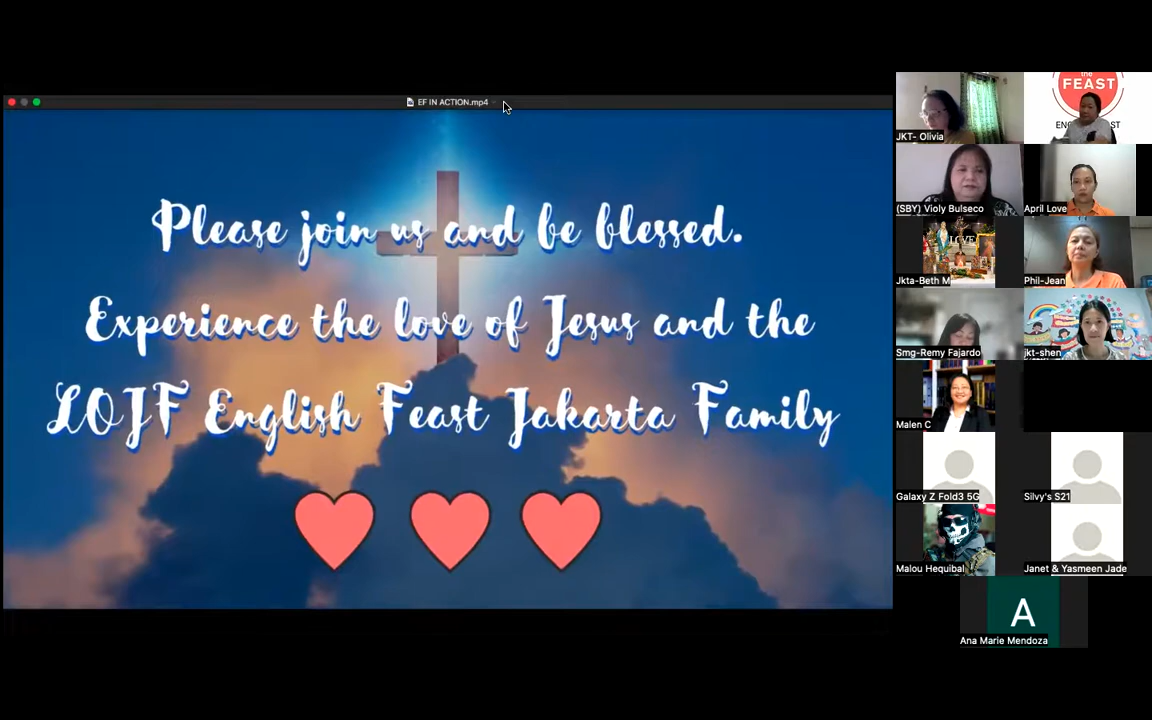 EF IN ACTION.mp4
Please join us and be blessed.
Experience the love of Jesus and the
LOJF English Feast Jakarta Family
the
FEAST
JKT- Olivia
(SBY) Violy Bulseco
April Love
LOVE
Jkta-Beth M
Phil-Jean
Smg-Remy Fajardo
jkt-shen
Malen C
Galaxy Z Fold3 5G
Silvy's S21
Malou Hequibal
Janet & Yasmeen Jade
A
Ana Marie Mendoza